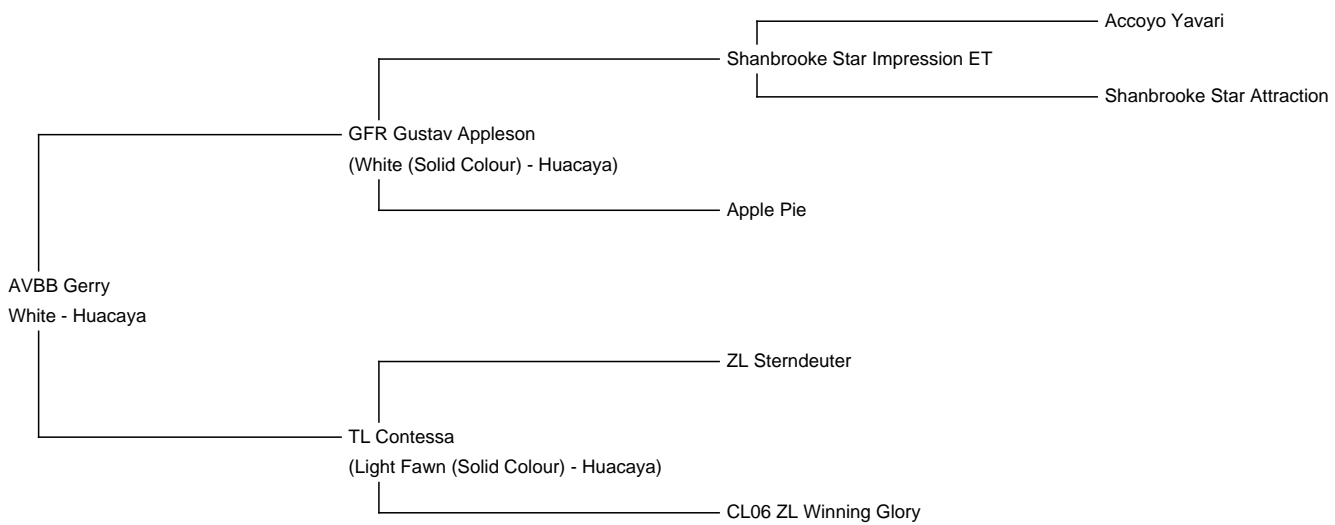 Accoyo Yavari
Shanbrooke Star Impression ET
Shanbrooke Star Attraction
GFR Gustav Appleson
(White (Solid Colour) - Huacaya)
Apple Pie
AVBB Gerry
White - Huacaya
ZL Sterndeuter
TL Contessa
(Light Fawn (Solid Colour) - Huacaya)
CL06 ZL Winning Glory